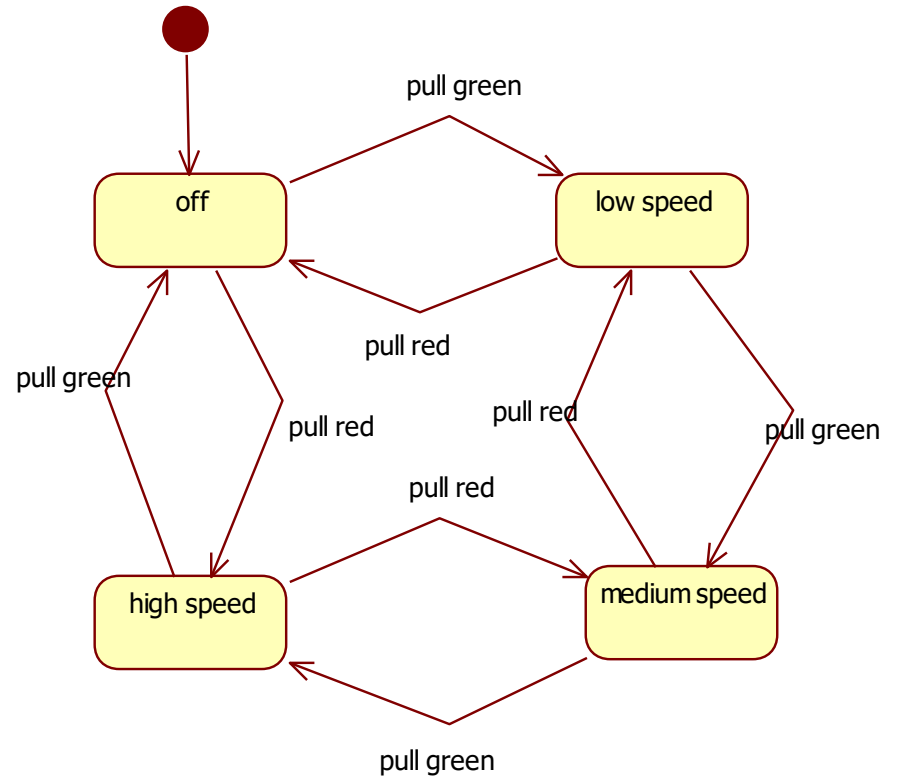 pull green
off
low speed
pull red
pull green
pull red
pull red
pull green
pull red
high speed
medium speed
pull green